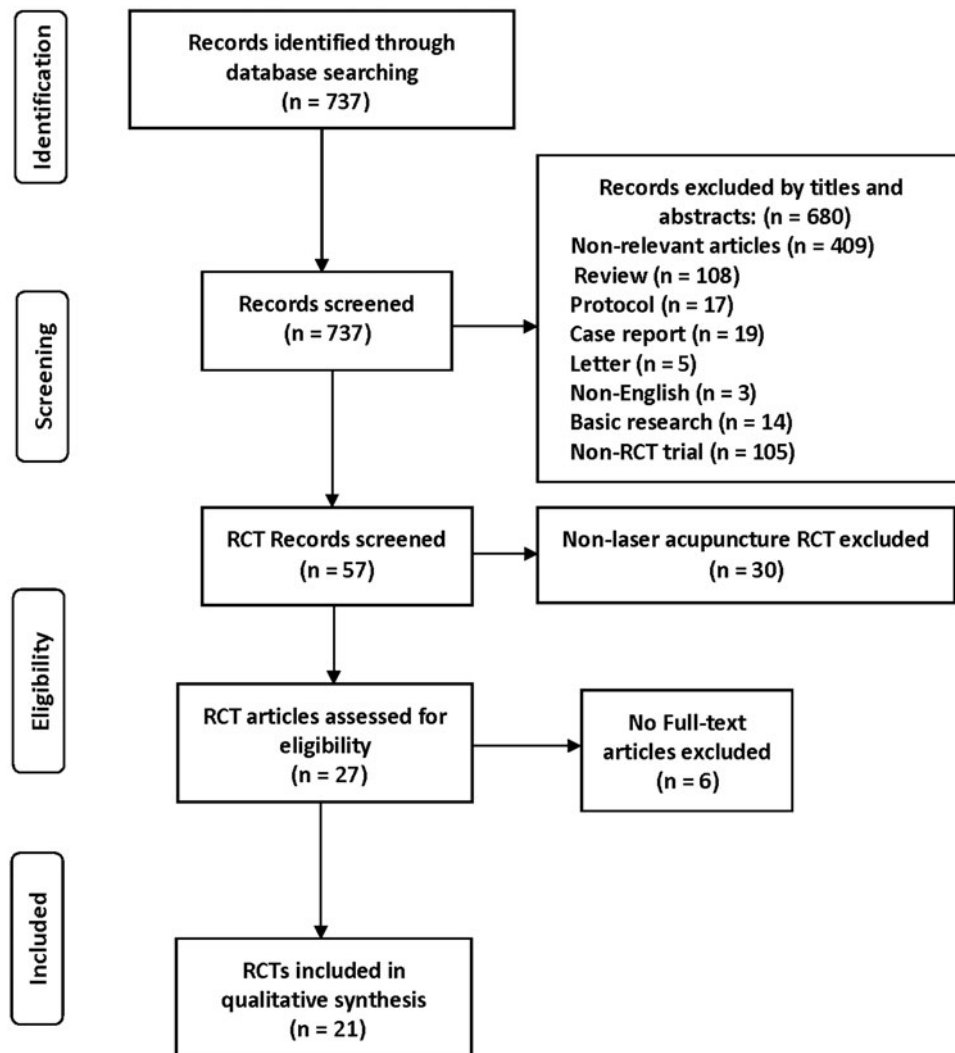 Identification
Records identified through
database searching
(n = 737)
Records excluded by titles and
abstracts: (n = 680)
Non-relevant articles (n = 409)
Review (n = 108)
Protocol (n = 17)
Case report (n = 19)
Letter (n = 5)
Non-English (n = 3)
Basic research (n = 14)
Non-RCT trial (n = 105)
Screening
Records screened
(n = 737)
RCT Records screened
(n = 57)
Non-laser acupuncture RCT excluded
(n = 30)
Eligibility
RCT articles assessed for
eligibility
(n = 27)
No Full-text
articles excluded
(n = 6)
Included
RCTs included in
qualitative synthesis
(n = 21)